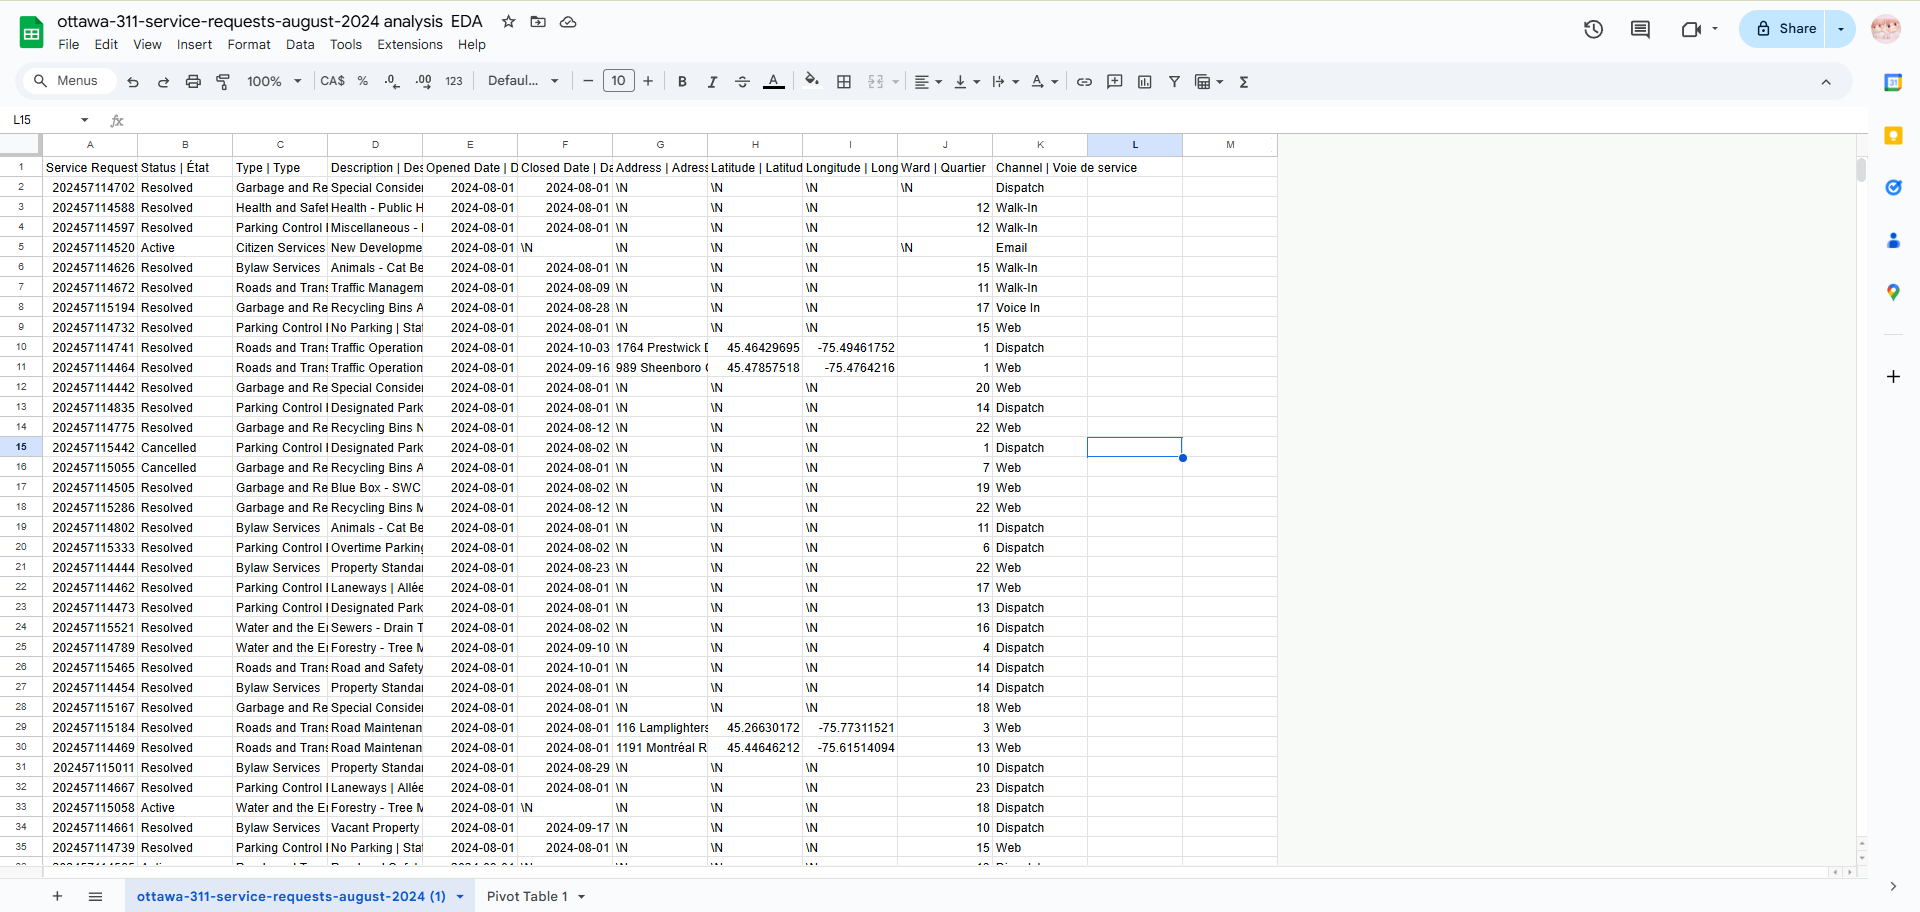 ottawa-311-service-requests-august-2024 analysis EDA
File Edit View Insert Format Data Tools Extensions Help
Share
Menus 100% CA$ % .0 .00 123 Defaul... 10 B I S A
L15 fx
A B C D E F G H I J K L M
1 Service Request Status | État Type | Type Description | Des Opened Date | D Closed Date | Da Address | Adress Latitude | Latitud Longitude | Long Ward | Quartier Channel | Voie de service
2 202457114702 Resolved Garbage and Re Special Consider 2024-08-01 2024-08-01 \N \N \N \N Dispatch
3 202457114588 Resolved Health and Safet Health - Public H 2024-08-01 2024-08-01 \N \N \N 12 Walk-In
4 202457114597 Resolved Parking Control Miscellaneous - 2024-08-01 2024-08-01 \N \N \N 12 Walk-In
5 202457114520 Active Citizen Services New Developme 2024-08-01 \N \N \N \N \N Email
6 202457114626 Resolved Bylaw Services Animals - Cat Be 2024-08-01 2024-08-01 \N \N \N 15 Walk-In
7 202457114672 Resolved Roads and Trans Traffic Managem 2024-08-01 2024-08-09 \N \N \N 11 Walk-In
8 202457115194 Resolved Garbage and Re Recycling Bins A 2024-08-01 2024-08-28 \N \N \N 17 Voice In
9 202457114732 Resolved Parking Control No Parking | Stat 2024-08-01 2024-08-01 \N \N \N 15 Web
10 202457114741 Resolved Roads and Trans Traffic Operation 2024-08-01 2024-10-03 1764 Prestwick D 45.46429695 -75.49461752 1 Dispatch
11 202457114464 Resolved Roads and Trans Traffic Operation 2024-08-01 2024-09-16 989 Sheenboro C 45.47857518 -75.4764216 1 Web
12 202457114442 Resolved Garbage and Re Special Consider 2024-08-01 2024-08-01 \N \N \N 20 Web
13 202457114835 Resolved Parking Control Designated Park 2024-08-01 2024-08-01 \N \N \N 14 Dispatch
14 202457114775 Resolved Garbage and Re Recycling Bins N 2024-08-01 2024-08-12 \N \N \N 22 Web
15 202457115442 Cancelled Parking Control Designated Park 2024-08-01 2024-08-02 \N \N \N 1 Dispatch
16 202457115055 Cancelled Garbage and Re Recycling Bins A 2024-08-01 2024-08-01 \N \N \N 7 Web
17 202457114505 Resolved Garbage and Re Blue Box - SWC 2024-08-01 2024-08-02 \N \N \N 19 Web
18 202457115286 Resolved Garbage and Re Recycling Bins M 2024-08-01 2024-08-12 \N \N \N 22 Web
19 202457114802 Resolved Bylaw Services Animals - Cat Be 2024-08-01 2024-08-01 \N \N \N 11 Dispatch
20 202457115333 Resolved Parking Control Overtime Parking 2024-08-01 2024-08-02 \N \N \N 6 Dispatch
21 202457114444 Resolved Bylaw Services Property Standar 2024-08-01 2024-08-23 \N \N \N 22 Web
22 202457114462 Resolved Parking Control Laneways | Allée 2024-08-01 2024-08-01 \N \N \N 17 Web
23 202457114473 Resolved Parking Control Designated Park 2024-08-01 2024-08-01 \N \N \N 13 Dispatch
24 202457115521 Resolved Water and the En Sewers - Drain T 2024-08-01 2024-08-02 \N \N \N 16 Dispatch
25 202457114789 Resolved Water and the En Forestry - Tree M 2024-08-01 2024-09-10 \N \N \N 4 Dispatch
26 202457115465 Resolved Roads and Trans Road and Safety 2024-08-01 2024-10-01 \N \N \N 14 Dispatch
27 202457114454 Resolved Bylaw Services Property Standar 2024-08-01 2024-08-01 \N \N \N 14 Dispatch
28 202457115167 Resolved Garbage and Re Special Consider 2024-08-01 2024-08-01 \N \N \N 18 Web
29 202457115184 Resolved Roads and Trans Road Maintenan 2024-08-01 2024-08-01 116 Lamplighters 45.26630172 -75.77311521 3 Web
30 202457114469 Resolved Roads and Trans Road Maintenan 2024-08-01 2024-08-01 1191 Montréal R 45.44646212 -75.61514094 13 Web
31 202457115011 Resolved Bylaw Services Property Standar 2024-08-01 2024-08-29 \N \N \N 10 Dispatch
32 202457114667 Resolved Parking Control Laneways | Allée 2024-08-01 2024-08-01 \N \N \N 23 Dispatch
33 202457115058 Active Water and the En Forestry - Tree M 2024-08-01 \N \N \N \N 18 Dispatch
34 202457114661 Resolved Bylaw Services Vacant Property 2024-08-01 2024-09-17 \N \N \N 10 Dispatch
35 202457114739 Resolved Parking Control No Parking | Stat 2024-08-01 2024-08-01 \N \N \N 15 Web
ottawa-311-service-requests-august-2024 (1) Pivot Table 1